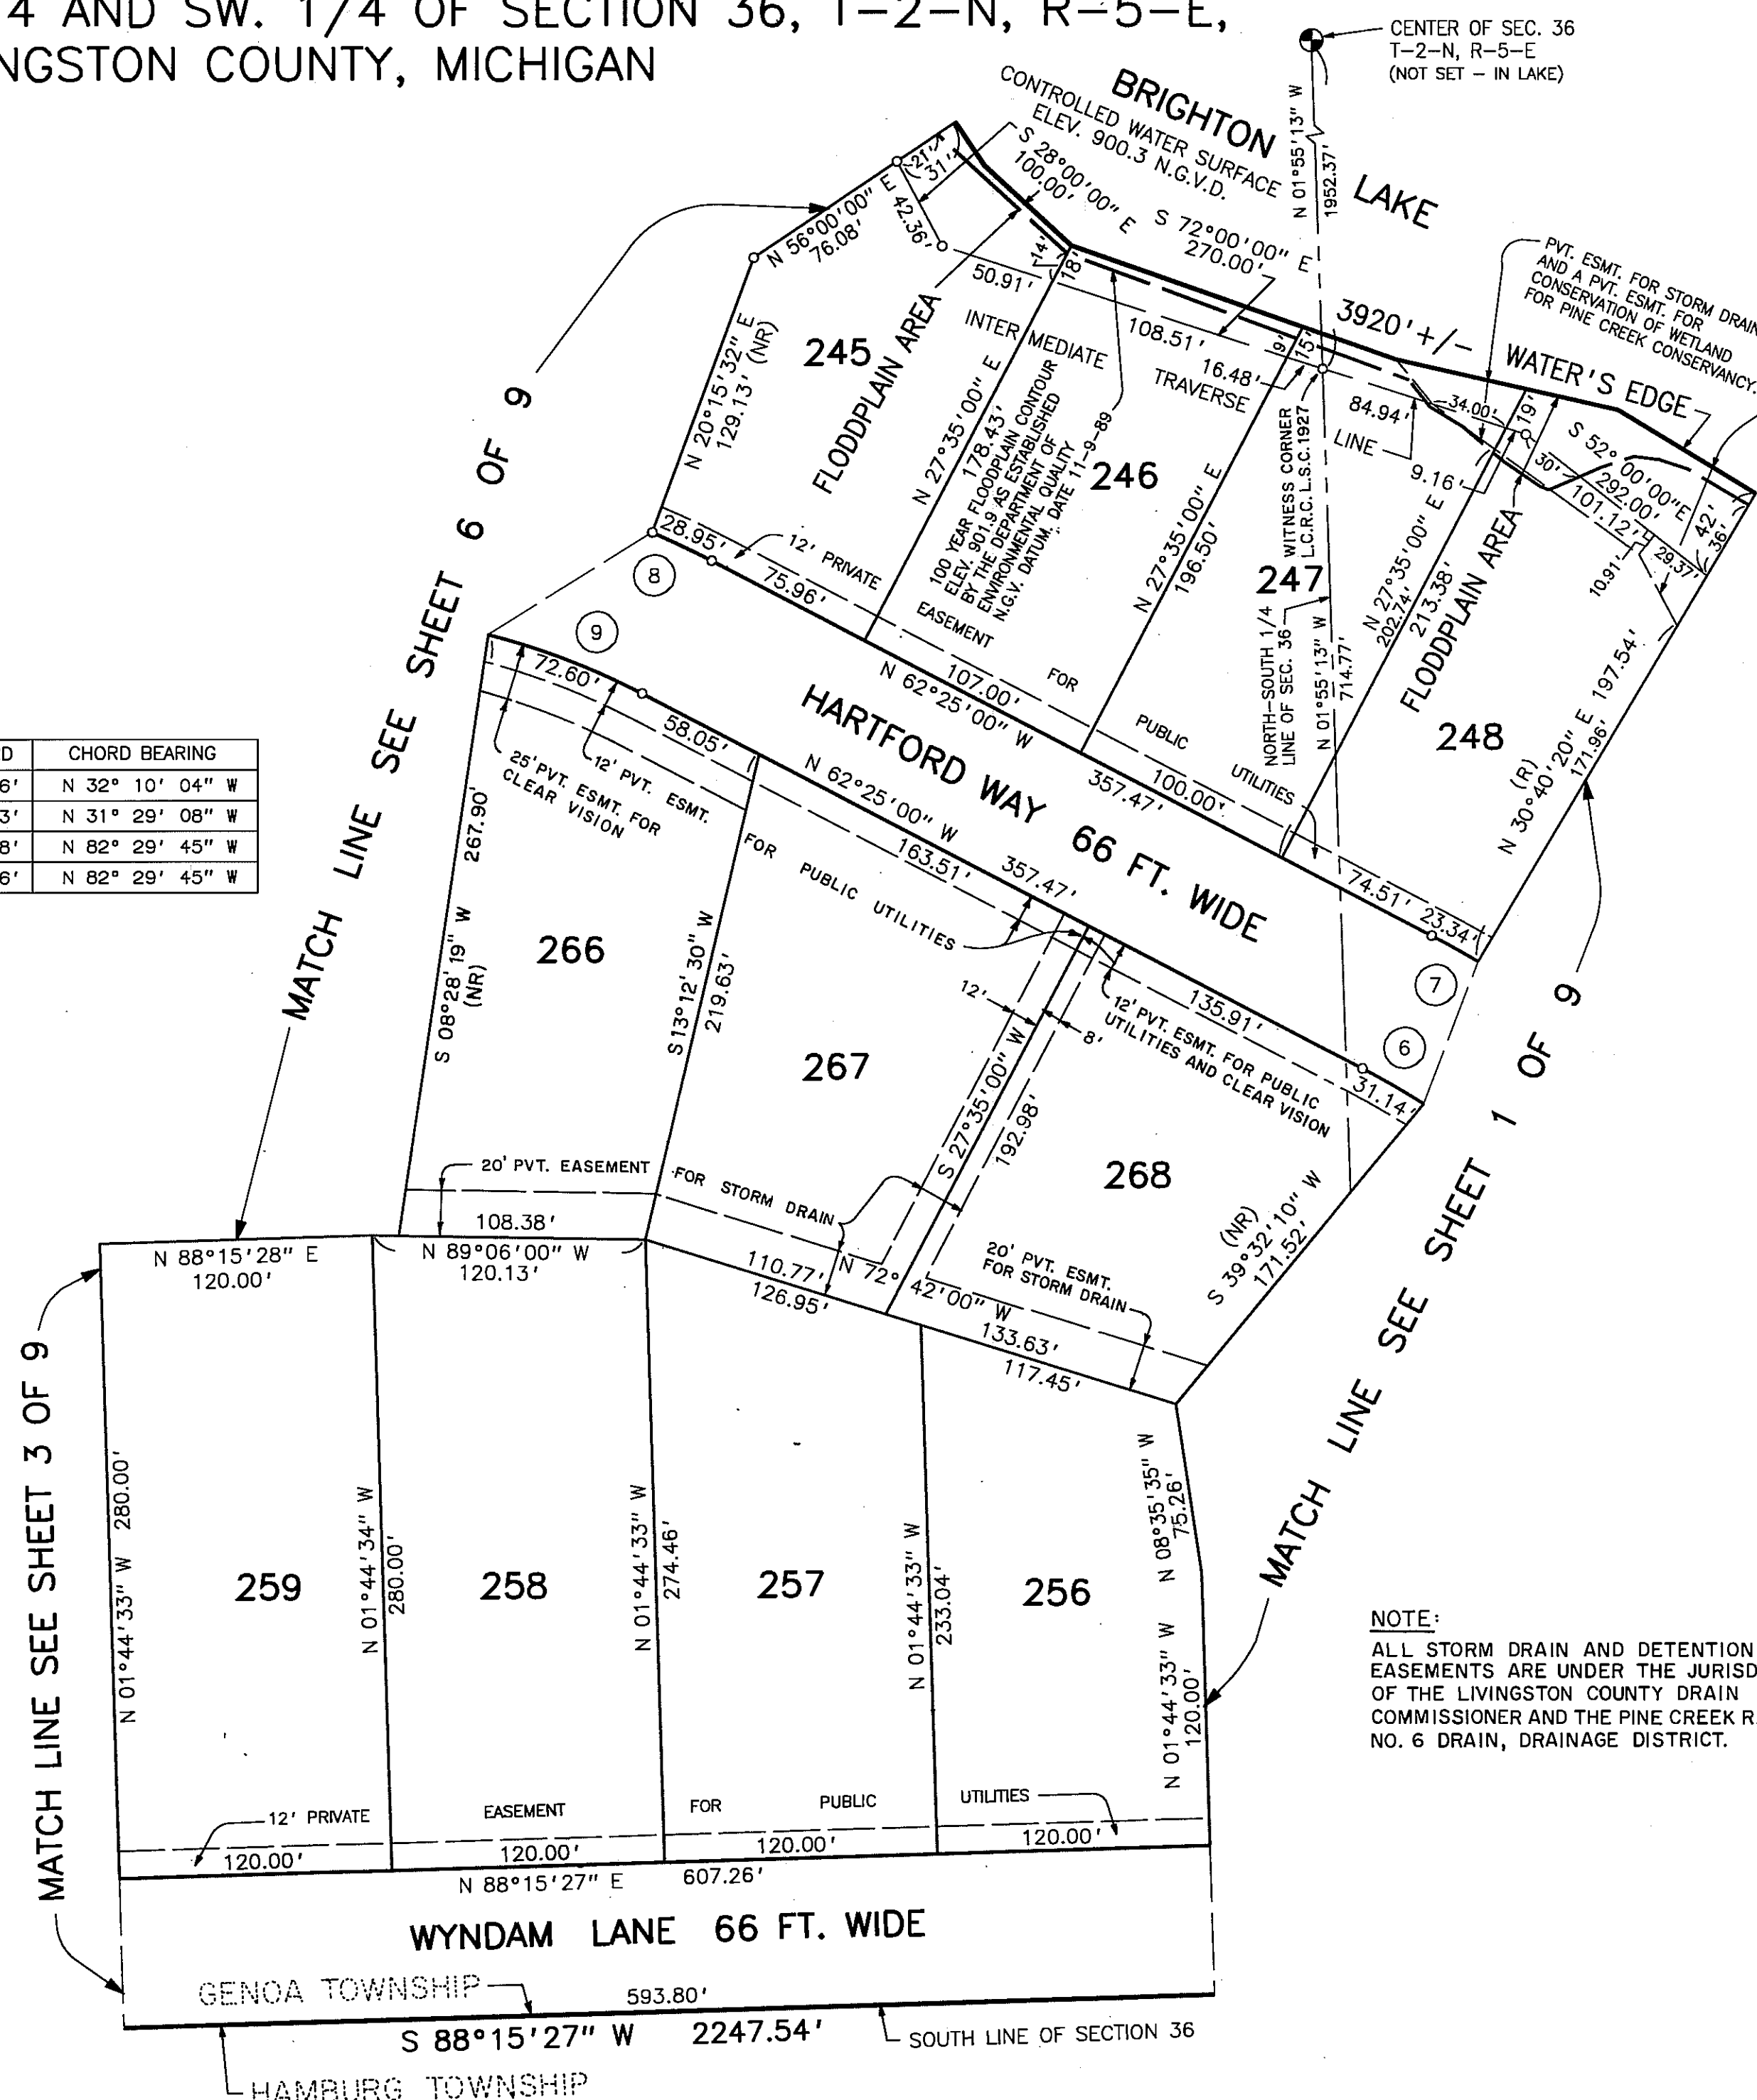 4 AND SW. 1/4 OF SECTION 36, T-2-N, R-5-E,
NGSTON COUNTY, MICHIGAN
CENTER OF SEC. 36
T-2-N, R-5-E
(NOT SET - IN LAKE)
BRIGHTON LAKE
CONTROLLED WATER SURFACE
ELEV. 900.3 N.G.V.D.
N 01°55'13" W
1952.37'
S 28°00'00" E
100.00'
S 72°00'00" E
270.00'
21'
31'
42.36'
N 56°00'00" E
76.08'
50.91'
14'
18'
108.51'
16.48'
9'
15'
3920'+/- WATER'S EDGE
PVT. ESMT. FOR STORM DRAIN
AND A PVT. ESMT. FOR
CONSERVATION OF WETLAND
FOR PINE CREEK CONSERVANCY.
INTERMEDIATE TRAVERSE LINE
84.94'
34.00'
19'
9.16'
S 52°00'00"E
292.00'
30'
101.12'
29.37'
42'
36'
10.91'
245
FLODDPLAIN AREA
N 20°15'32" E
129.13' (NR)
N 27°35'00" E
178.43'
100 YEAR FLOODPLAIN CONTOUR
ELEV. 901.9 AS ESTABLISHED
BY THE DEPARTMENT OF
ENVIRONMENTAL QUALITY
N.G.V. DATUM. DATE 11-9-89
246
N 27°35'00" E
196.50'
WITNESS CORNER
L.C.R.C. L.S.C. 1927
247
NORTH-SOUTH 1/4
LINE OF SEC. 36
N 01°55'13" W
714.77'
N 27°35'00" E
202.74'
213.38'
FLODDPLAIN AREA
248
N 30°40'20" E 197.54'
(R) 171.96'
28.95'
75.96'
12' PRIVATE EASEMENT FOR PUBLIC UTILITIES
107.00'
N 62°25'00" W
100.00'
357.47'
74.51'
23.34'
8
9
7
6
MATCH LINE SEE SHEET 6 OF 9
D CHORD BEARING
6' N 32° 10' 04" W
3' N 31° 29' 08" W
8' N 82° 29' 45" W
6' N 82° 29' 45" W
HARTFORD WAY 66 FT. WIDE
72.60'
58.05'
N 62°25'00" W
163.51'
357.47'
135.91'
31.14'
25' PVT. ESMT. FOR
CLEAR VISION
12' PVT. ESMT. FOR PUBLIC UTILITIES
267.90'
S 08°28'19" W
(NR)
266
S 13°12'30" W
219.63'
267
12'
8'
S 27°35'00" W
192.98'
12' PVT. ESMT. FOR PUBLIC
UTILITIES AND CLEAR VISION
268
S 39°32'10" W
(NR)
171.52'
20' PVT. EASEMENT FOR STORM DRAIN
108.38'
20' PVT. ESMT.
FOR STORM DRAIN
N 88°15'28" E
120.00'
N 89°06'00" W
120.13'
110.77'
126.95'
N 72°42'00" W
133.63'
117.45'
MATCH LINE SEE SHEET 1 OF 9
MATCH LINE SEE SHEET 3 OF 9
N 01°44'33" W 280.00'
259
N 01°44'34" W
280.00'
258
N 01°44'33" W
274.46'
257
N 01°44'33" W
233.04'
256
N 08°35'35" W
75.26'
N 01°44'33" W
120.00'
NOTE:
ALL STORM DRAIN AND DETENTION
EASEMENTS ARE UNDER THE JURISD
OF THE LIVINGSTON COUNTY DRAIN
COMMISSIONER AND THE PINE CREEK R.
NO. 6 DRAIN, DRAINAGE DISTRICT.
12' PRIVATE EASEMENT FOR PUBLIC UTILITIES
120.00' 120.00' 120.00' 120.00'
N 88°15'27" E 607.26'
WYNDAM LANE 66 FT. WIDE
GENOA TOWNSHIP
593.80'
S 88°15'27" W 2247.54'
SOUTH LINE OF SECTION 36
HAMBURG TOWNSHIP